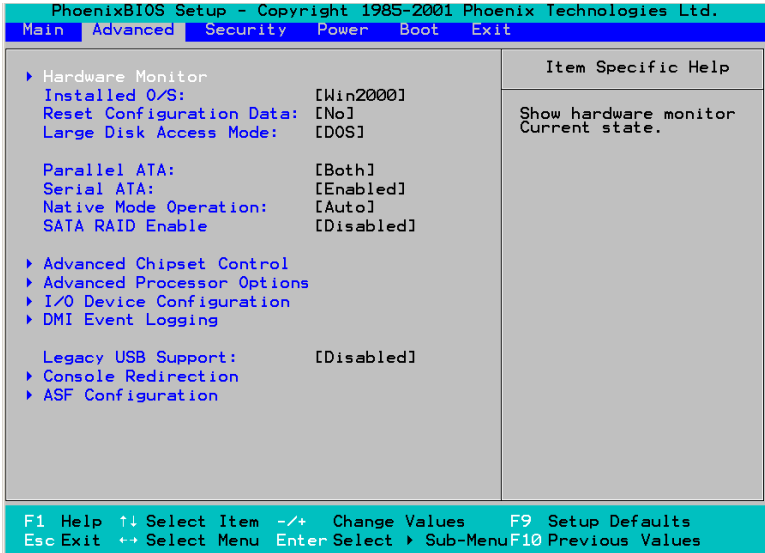 PhoenixBIOS Setup - Copyright 1985-2001 Phoenix Technologies Ltd.
Main Advanced Security Power Boot Exit
Hardware Monitor
Installed O/S: [Win2000]
Reset Configuration Data: [No]
Large Disk Access Mode: [DOS]
Parallel ATA: [Both]
Serial ATA: [Enabled]
Native Mode Operation: [Auto]
SATA RAID Enable [Disabled]
Advanced Chipset Control
Advanced Processor Options
I/O Device Configuration
DMI Event Logging
Legacy USB Support: [Disabled]
Console Redirection
ASF Configuration
Item Specific Help
Show hardware monitor
Current state.
F1 Help ↑↓ Select Item -/+ Change Values F9 Setup Defaults
Esc Exit ↔ Select Menu Enter Select ▸ Sub-Menu F10 Previous Values